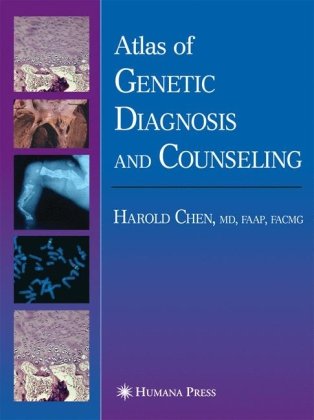 Atlas of
GENETIC
DIAGNOSIS
AND COUNSELING
HAROLD CHEN, MD, FAAP, FACMG
HUMANA PRESS